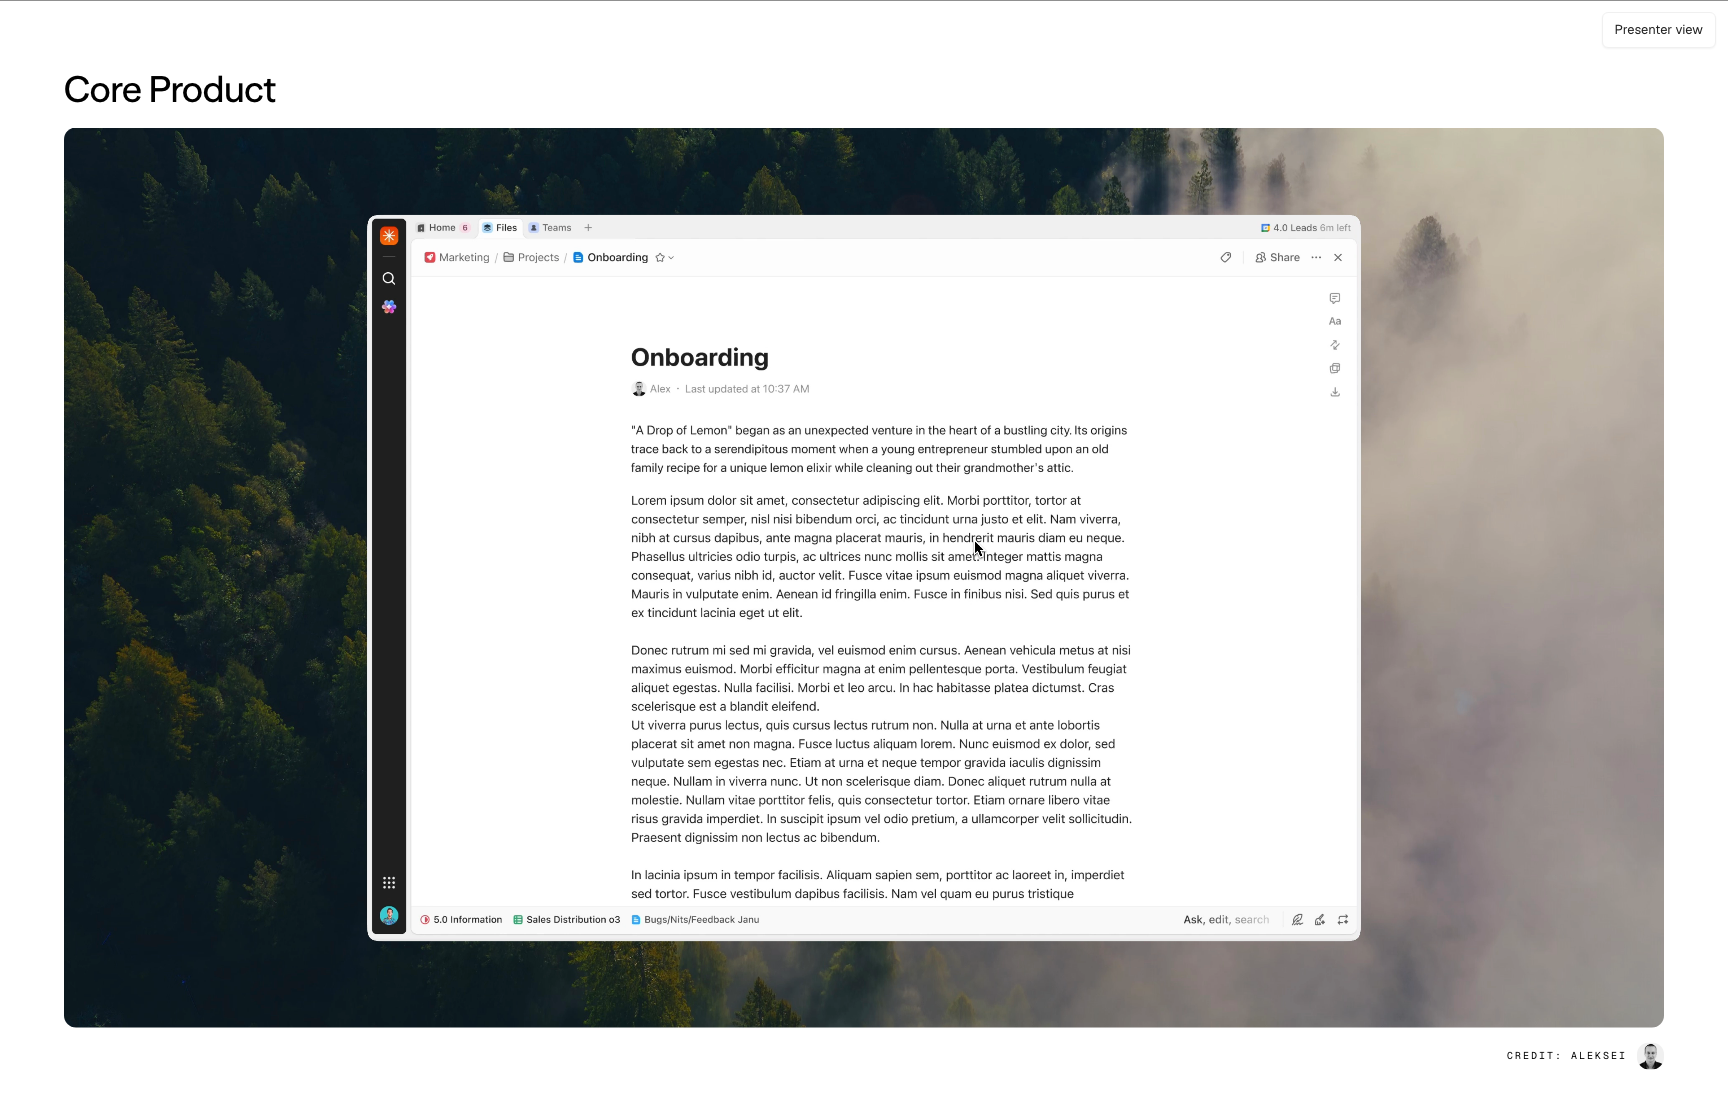 Presenter view
Core Product
Home 6 Files Teams +
4.0 Leads 6m left
Marketing / Projects / Onboarding
Share
Aa
Onboarding
Alex · Last updated at 10:37 AM
"A Drop of Lemon" began as an unexpected venture in the heart of a bustling city. Its origins
trace back to a serendipitous moment when a young entrepreneur stumbled upon an old
family recipe for a unique lemon elixir while cleaning out their grandmother's attic.
Lorem ipsum dolor sit amet, consectetur adipiscing elit. Morbi porttitor, tortor at
consectetur semper, nisl nisi bibendum orci, ac tincidunt urna justo et elit. Nam viverra,
nibh at cursus dapibus, ante magna placerat mauris, in hendrerit mauris diam eu neque.
Phasellus ultricies odio turpis, ac ultrices nunc mollis sit amet. Integer mattis magna
consequat, varius nibh id, auctor velit. Fusce vitae ipsum euismod magna aliquet viverra.
Mauris in vulputate enim. Aenean id fringilla enim. Fusce in finibus nisi. Sed quis purus et
ex tincidunt lacinia eget ut elit.
Donec rutrum mi sed mi gravida, vel euismod enim cursus. Aenean vehicula metus at nisi
maximus euismod. Morbi efficitur magna at enim pellentesque porta. Vestibulum feugiat
aliquet egestas. Nulla facilisi. Morbi et leo arcu. In hac habitasse platea dictumst. Cras
scelerisque est a blandit eleifend.
Ut viverra purus lectus, quis cursus lectus rutrum non. Nulla at urna et ante lobortis
placerat sit amet non magna. Fusce luctus aliquam lorem. Nunc euismod ex dolor, sed
vulputate sem egestas nec. Etiam at urna et neque tempor gravida iaculis dignissim
neque. Nullam in viverra nunc. Ut non scelerisque diam. Donec aliquet rutrum nulla at
molestie. Nullam vitae porttitor felis, quis consectetur tortor. Etiam ornare libero vitae
risus gravida imperdiet. In suscipit ipsum vel odio pretium, a ullamcorper velit sollicitudin.
Praesent dignissim non lectus ac bibendum.
In lacinia ipsum in tempor facilisis. Aliquam sapien sem, porttitor ac laoreet in, imperdiet
sed tortor. Fusce vestibulum dapibus facilisis. Nam vel quam eu purus tristique
5.0 Information Sales Distribution o3 Bugs/Nits/Feedback Janu
Ask, edit, search
CREDIT: ALEKSEI